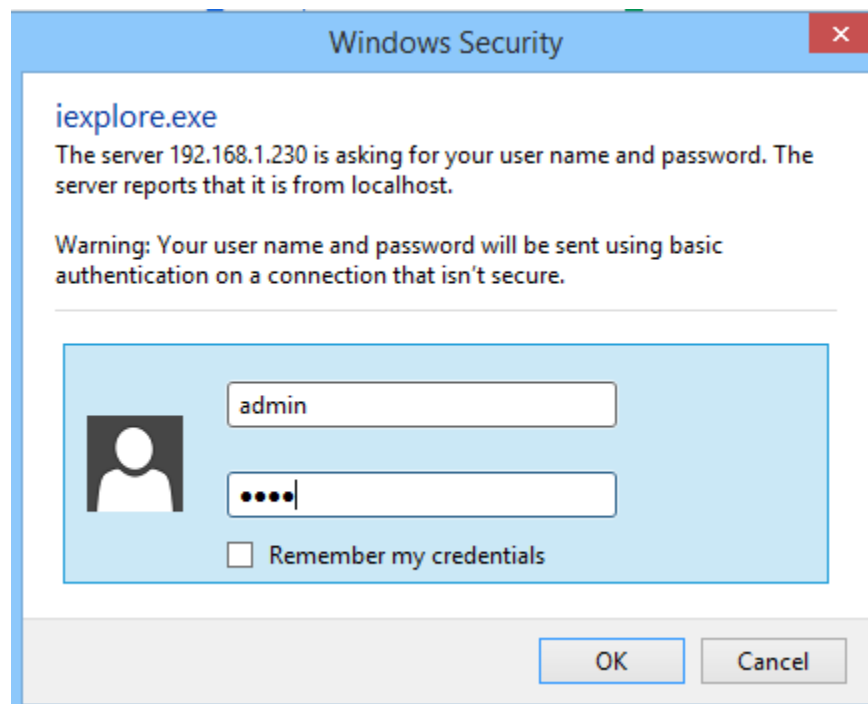 Windows Security
iexplore.exe
The server 192.168.1.230 is asking for your user name and password. The
server reports that it is from localhost.
Warning: Your user name and password will be sent using basic
authentication on a connection that isn't secure.
admin
••••
Remember my credentials
OK Cancel